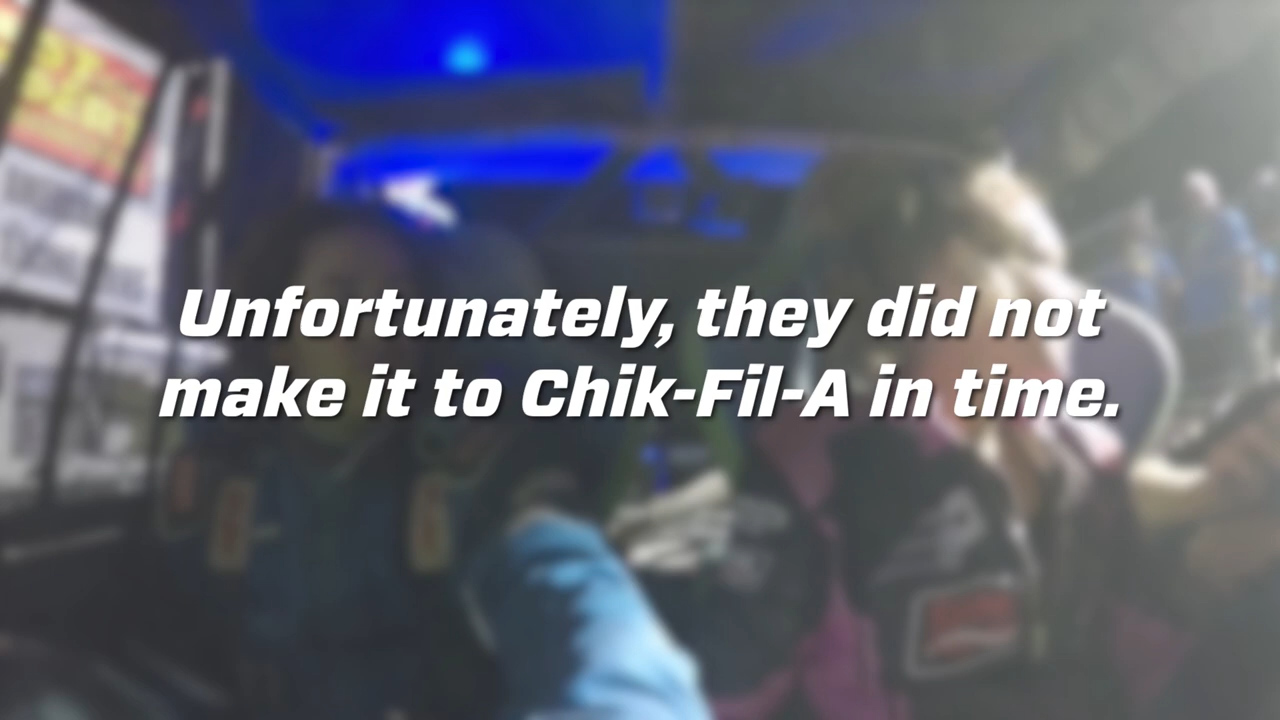 Unfortunately, they did not
make it to Chik-Fil-A in time.